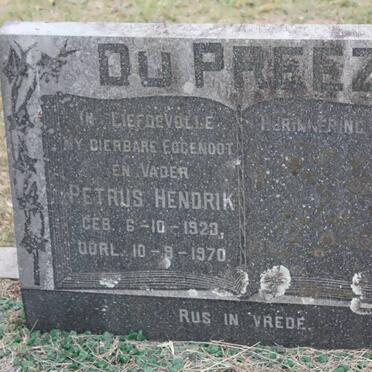 DU PREEZ
IN LIEFDEVOLLE HERINNERING
MY DIERBARE EGGENOOT
EN VADER
PETRUS HENDRIK
GEB. 6-10-1923,
OORL. 10-9-1970
RUS IN VREDE.